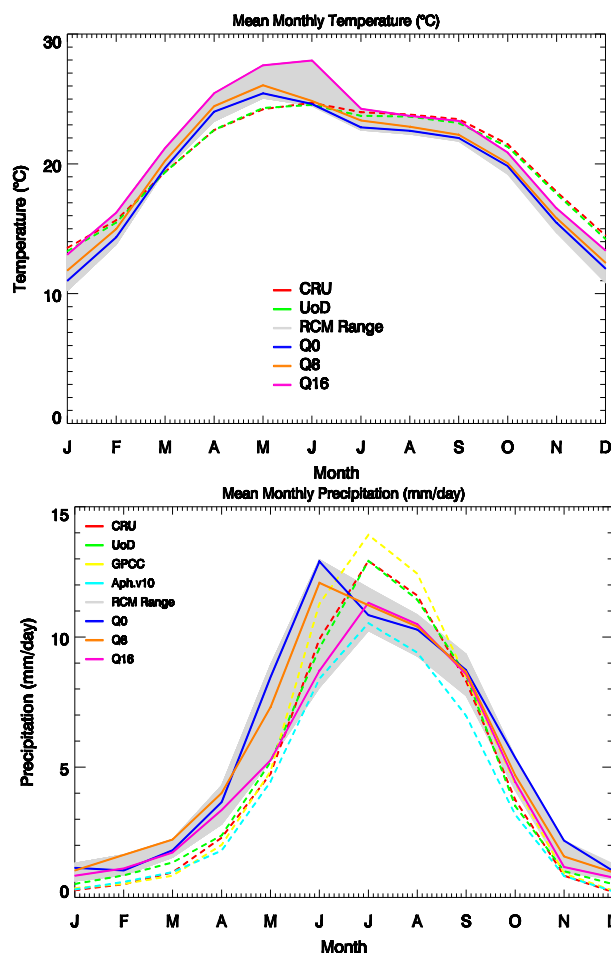 Mean Monthly Temperature (°C)
30
20
10
0
Temperature (°C)
CRU
UoD
RCM Range
Q0
Q8
Q16
J F M A M J J A S O N D
Month
Mean Monthly Precipitation (mm/day)
15
10
5
0
Precipitation (mm/day)
CRU
UoD
GPCC
Aph.v10
RCM Range
Q0
Q8
Q16
J F M A M J J A S O N D
Month